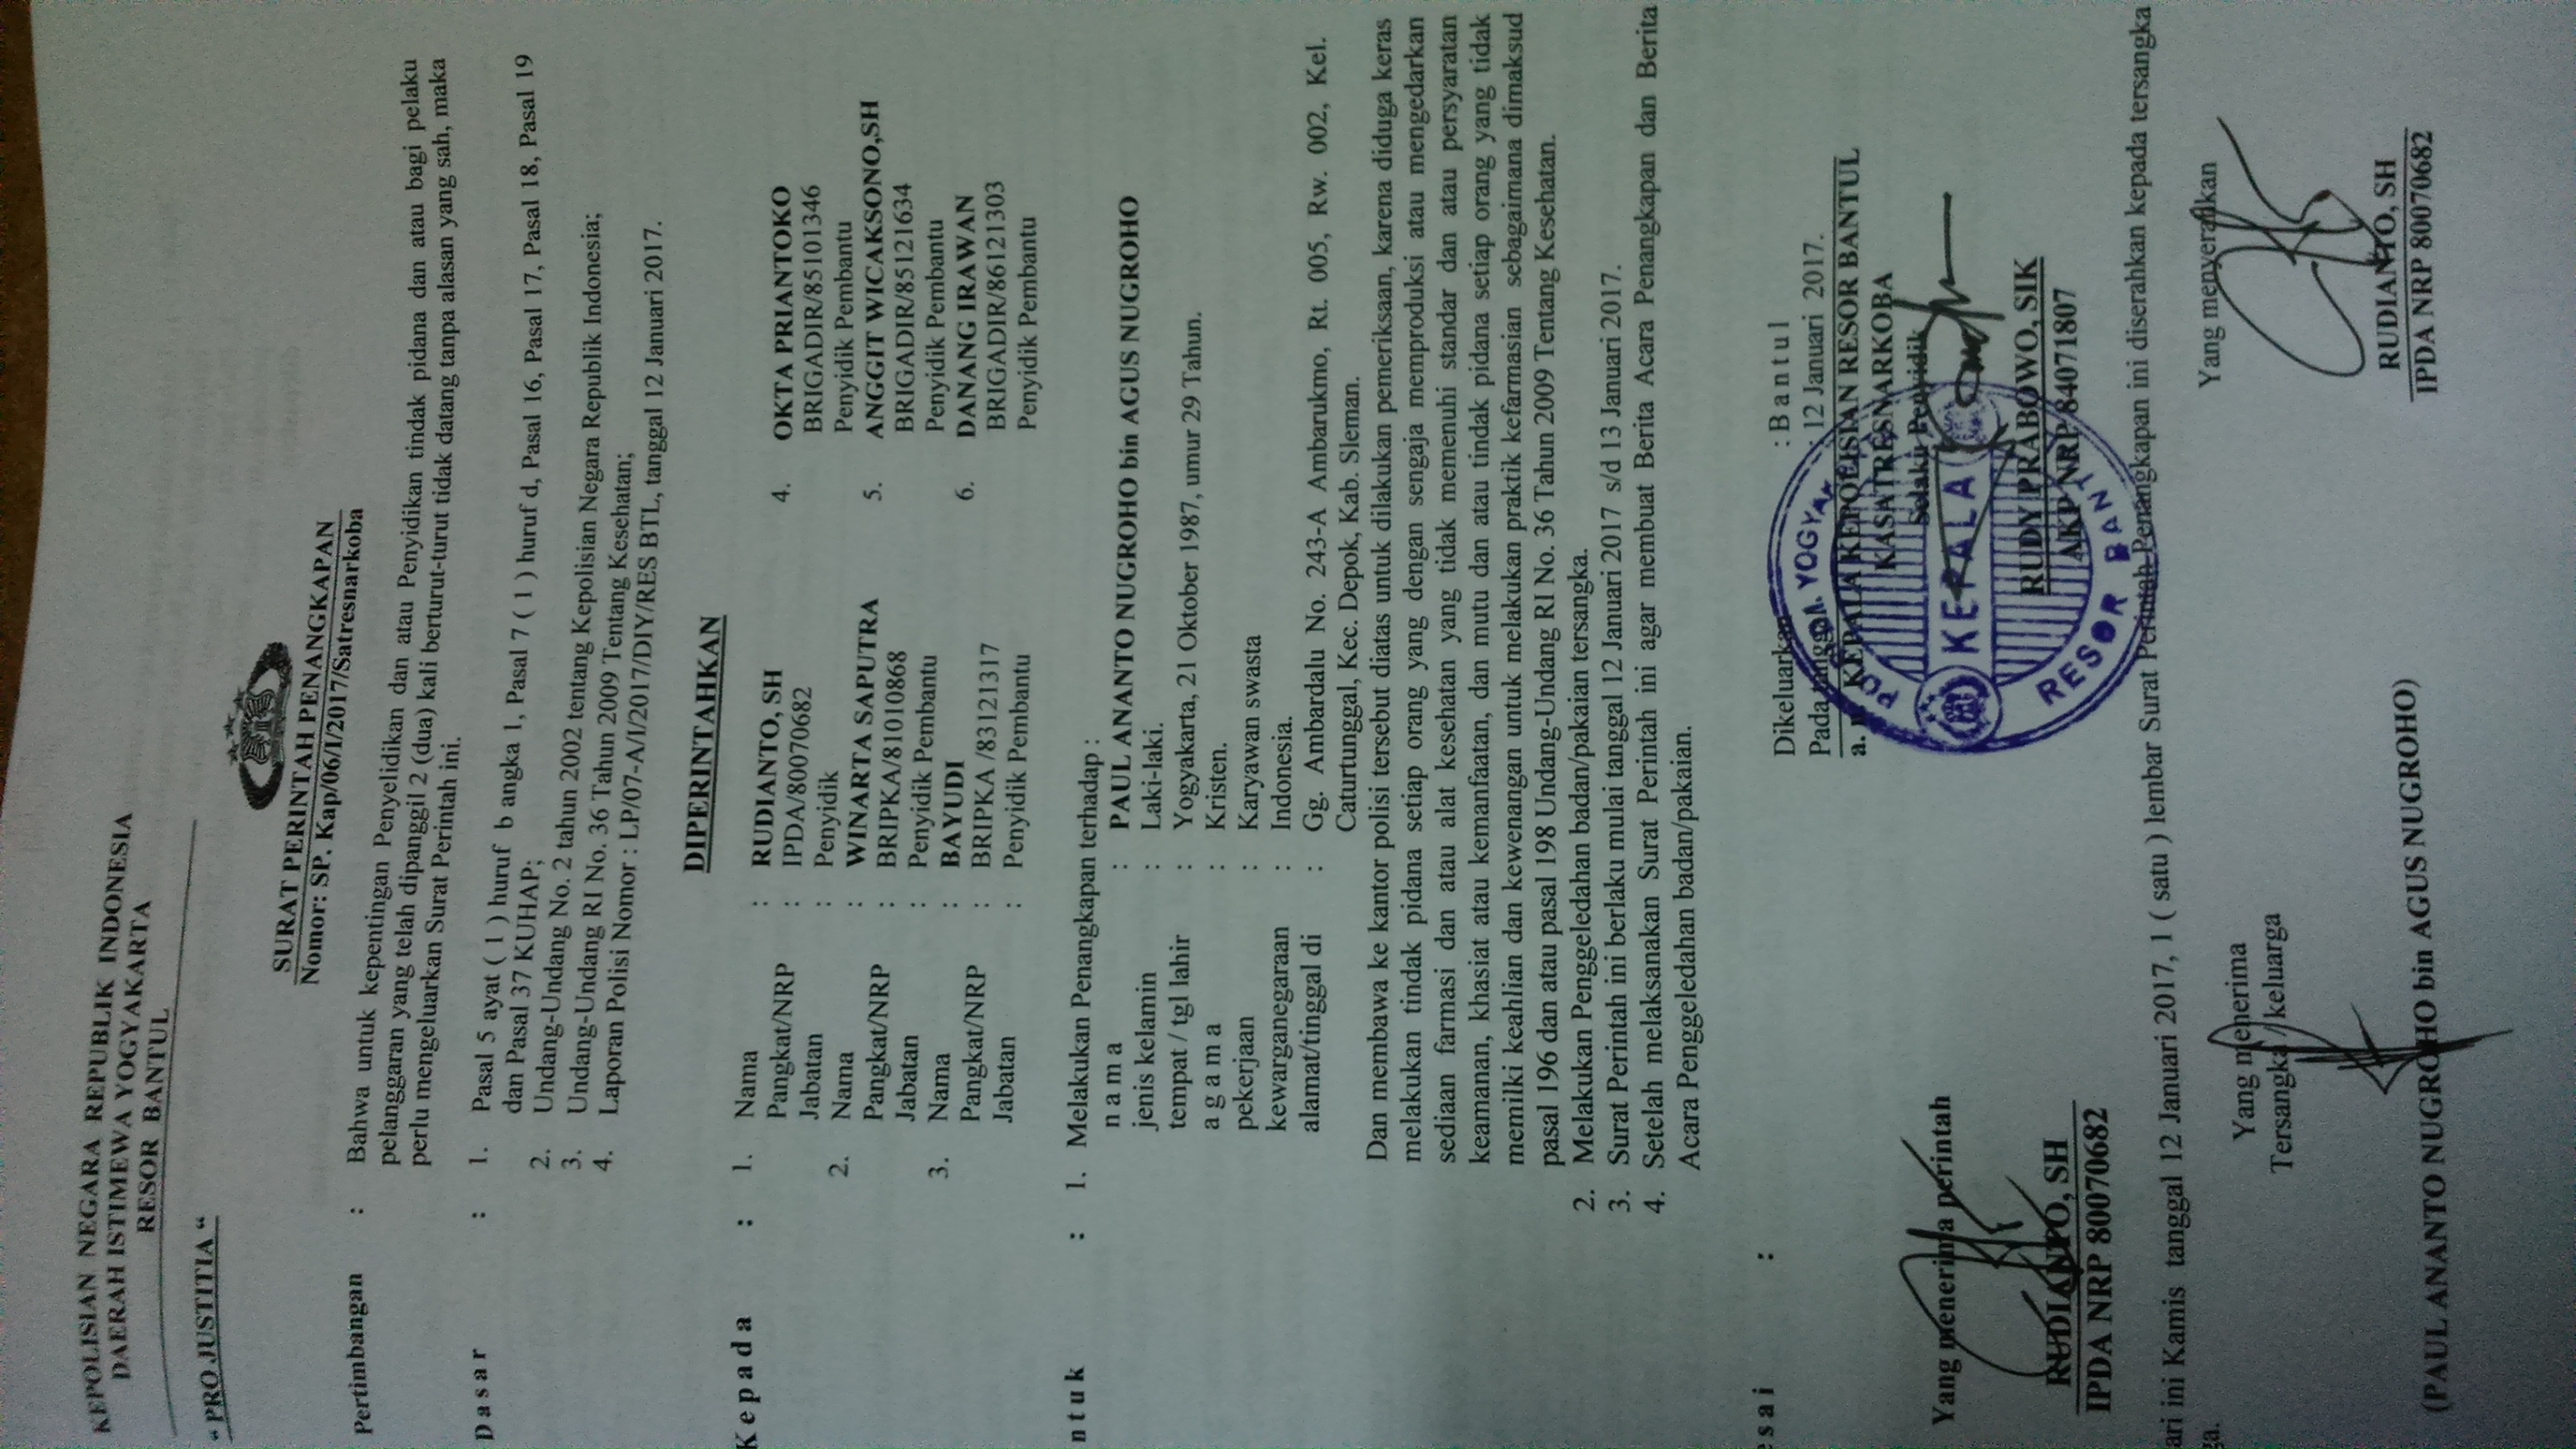 KEPOLISIAN NEGARA REPUBLIK INDONESIA
DAERAH ISTIMEWA YOGYAKARTA
RESOR BANTUL
“ PRO JUSTITIA “
SURAT PERINTAH PENANGKAPAN
Nomor: SP. Kap/06/I/2017/Satresnarkoba
Pertimbangan : Bahwa untuk kepentingan Penyelidikan dan atau Penyidikan tindak pidana dan atau bagi pelaku
pelanggaran yang telah dipanggil 2 (dua) kali berturut-turut tidak datang tanpa alasan yang sah, maka
perlu mengeluarkan Surat Perintah ini.
D a s a r : 1. Pasal 5 ayat ( 1 ) huruf b angka 1, Pasal 7 ( 1 ) huruf d, Pasal 16, Pasal 17, Pasal 18, Pasal 19
dan Pasal 37 KUHAP;
2. Undang-Undang No. 2 tahun 2002 tentang Kepolisian Negara Republik Indonesia;
3. Undang-Undang RI No. 36 Tahun 2009 Tentang Kesehatan;
4. Laporan Polisi Nomor : LP/07-A/I/2017/DIY/RES BTL, tanggal 12 Januari 2017.
DIPERINTAHKAN
K e p a d a : 1. Nama : RUDIANTO, SH
Pangkat/NRP : IPDA/80070682
Jabatan : Penyidik
2. Nama : WINARTA SAPUTRA
Pangkat/NRP : BRIPKA/81010868
Jabatan : Penyidik Pembantu
3. Nama : BAYUDI
Pangkat/NRP : BRIPKA /83121317
Jabatan : Penyidik Pembantu
4. OKTA PRIANTOKO
BRIGADIR/85101346
Penyidik Pembantu
5. ANGGIT WICAKSONO,SH
BRIGADIR/85121634
Penyidik Pembantu
6. DANANG IRAWAN
BRIGADIR/86121303
Penyidik Pembantu
n t u k : 1. Melakukan Penangkapan terhadap :
n a m a : PAUL ANANTO NUGROHO bin AGUS NUGROHO
jenis kelamin : Laki-laki.
tempat / tgl lahir : Yogyakarta, 21 Oktober 1987, umur 29 Tahun.
a g a m a : Kristen.
pekerjaan : Karyawan swasta
kewarganegaraan : Indonesia.
alamat/tinggal di : Gg. Ambardalu No. 243-A Ambarukmo, Rt. 005, Rw. 002, Kel.
Caturtunggal, Kec. Depok, Kab. Sleman.
Dan membawa ke kantor polisi tersebut diatas untuk dilakukan pemeriksaan, karena diduga keras
melakukan tindak pidana setiap orang yang dengan sengaja memproduksi atau mengedarkan
sediaan farmasi dan atau alat kesehatan yang tidak memenuhi standar dan atau persyaratan
keamanan, khasiat atau kemanfaatan, dan mutu dan atau tindak pidana setiap orang yang tidak
memilki keahlian dan kewenangan untuk melakukan praktik kefarmasian sebagaimana dimaksud
pasal 196 dan atau pasal 198 Undang-Undang RI No. 36 Tahun 2009 Tentang Kesehatan.
2. Melakukan Penggeledahan badan/pakaian tersangka.
3. Surat Perintah ini berlaku mulai tanggal 12 Januari 2017 s/d 13 Januari 2017.
4. Setelah melaksanakan Surat Perintah ini agar membuat Berita Acara Penangkapan dan Berita
Acara Penggeledahan badan/pakaian.
esai :
Dikeluarkan : B a n t u l
Pada tanggal : 12 Januari 2017.
a. n. KEPALA KEPOLISIAN RESOR BANTUL
KASATRESNARKOBA
Selaku Penyidik
POLRI D.I. YOGYA
KEPALA
RESOR BANTUL
RUDY PRABOWO, SIK
AKP NRP 84071807
Yang menerima perintah
RUDIANTO, SH
IPDA NRP 80070682
ari ini Kamis tanggal 12 Januari 2017, 1 ( satu ) lembar Surat Perintah Penangkapan ini diserahkan kepada tersangka
ga.
Yang menerima
Tersangka / keluarga
(PAUL ANANTO NUGROHO bin AGUS NUGROHO)
Yang menyerahkan
RUDIANTO, SH
IPDA NRP 80070682